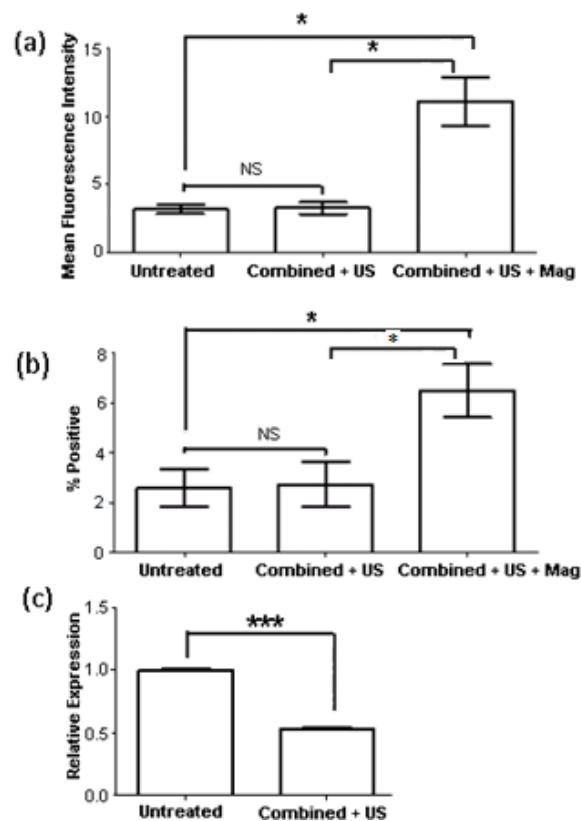 (a)
Mean Fluorescence Intensity
15
10
5
0
*
*
NS
Untreated
Combined + US
Combined + US + Mag
(b)
% Positive
8
6
4
2
0
*
*
NS
Untreated
Combined + US
Combined + US + Mag
(c)
Relative Expression
1.5
1.0
0.5
0.0
***
Untreated
Combined + US